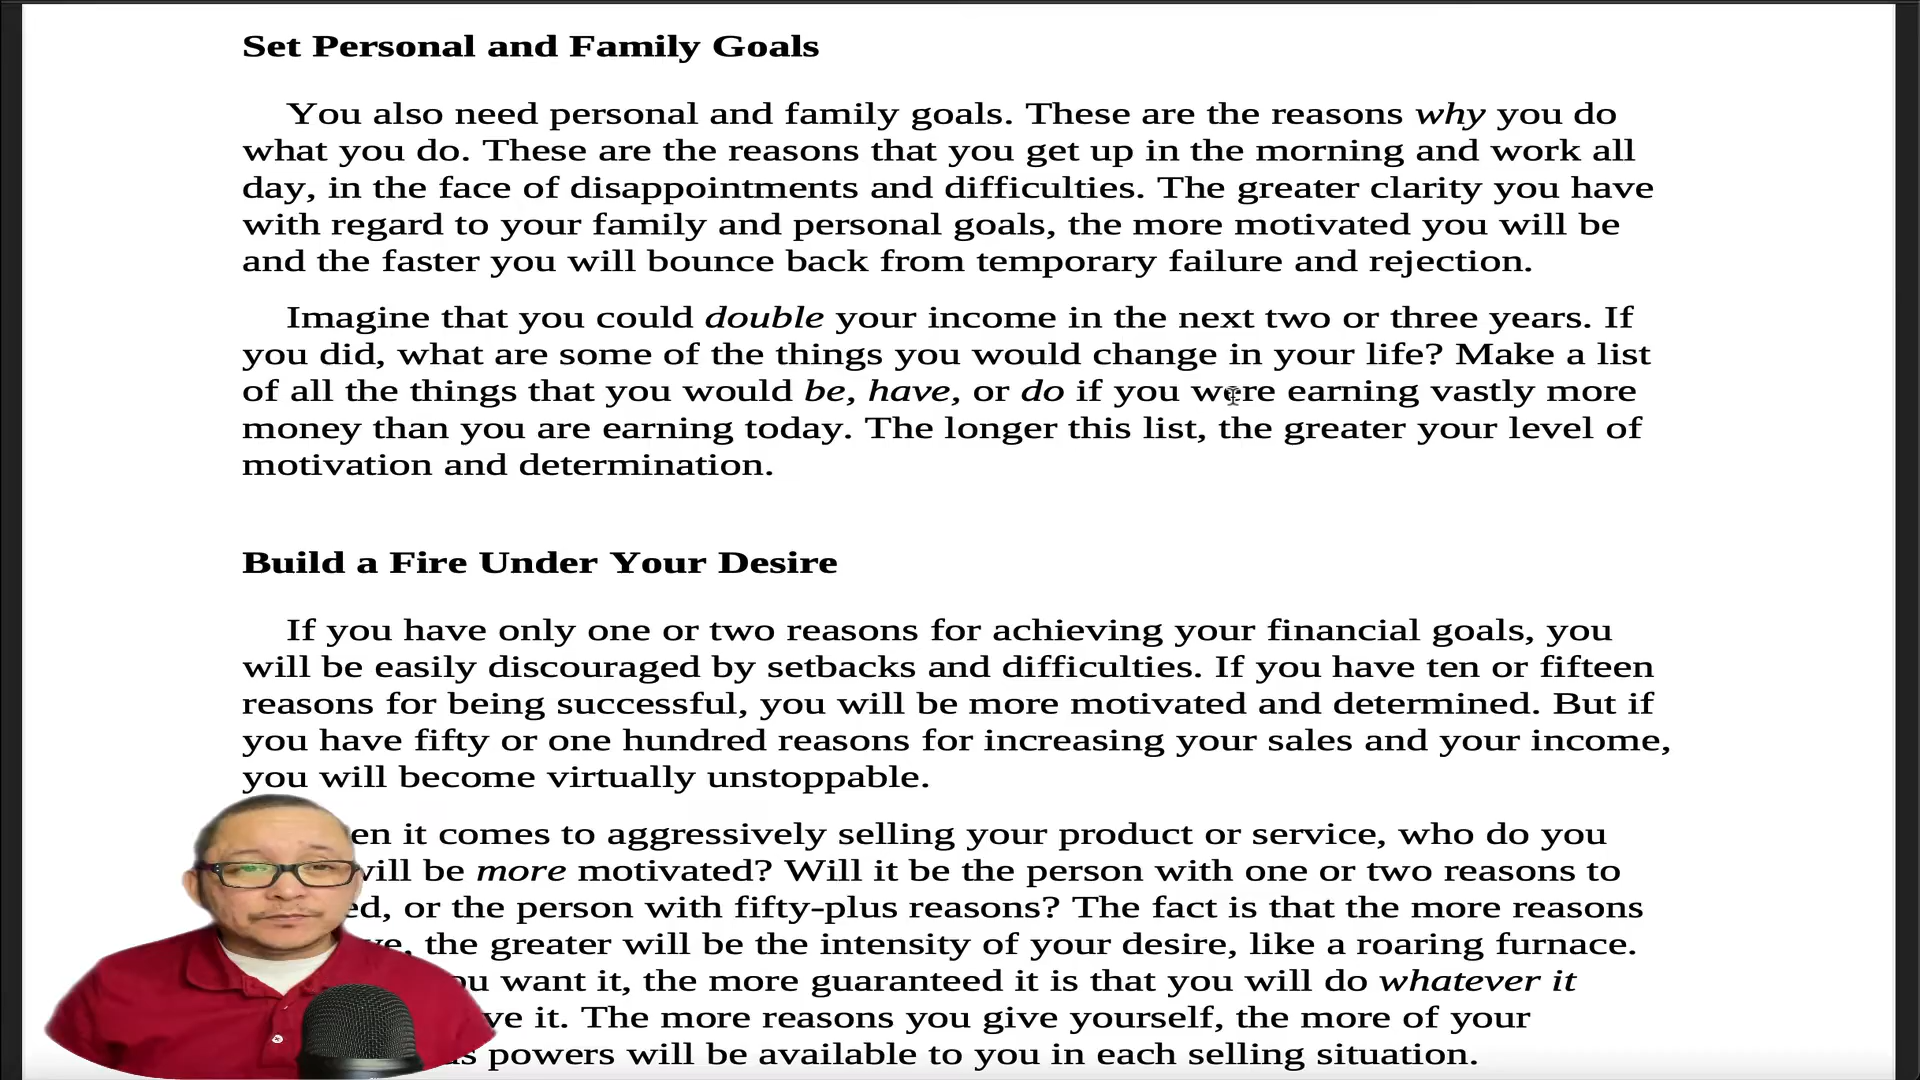 Set Personal and Family Goals
You also need personal and family goals. These are the reasons why you do
what you do. These are the reasons that you get up in the morning and work all
day, in the face of disappointments and difficulties. The greater clarity you have
with regard to your family and personal goals, the more motivated you will be
and the faster you will bounce back from temporary failure and rejection.
Imagine that you could double your income in the next two or three years. If
you did, what are some of the things you would change in your life? Make a list
of all the things that you would be, have, or do if you were earning vastly more
money than you are earning today. The longer this list, the greater your level of
motivation and determination.
Build a Fire Under Your Desire
If you have only one or two reasons for achieving your financial goals, you
will be easily discouraged by setbacks and difficulties. If you have ten or fifteen
reasons for being successful, you will be more motivated and determined. But if
you have fifty or one hundred reasons for increasing your sales and your income,
you will become virtually unstoppable.
it comes to aggressively selling your product or service, who do you
will be more motivated? Will it be the person with one or two reasons to
or the person with fifty-plus reasons? The fact is that the more reasons
the greater will be the intensity of your desire, like a roaring furnace.
want it, the more guaranteed it is that you will do whatever it
it. The more reasons you give yourself, the more of your
powers will be available to you in each selling situation.